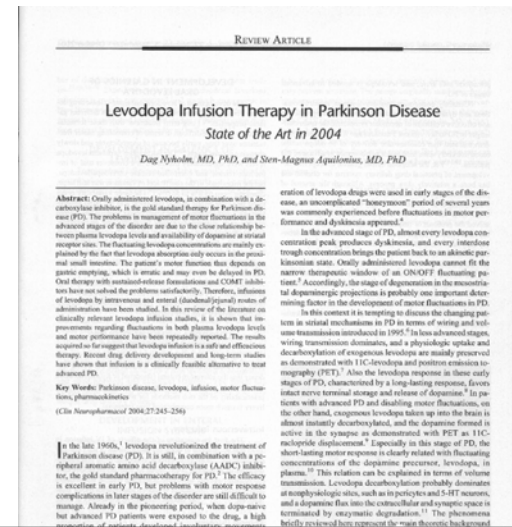 REVIEW ARTICLE
Levodopa Infusion Therapy in Parkinson Disease
State of the Art in 2004
Dag Nyholm, MD, PhD, and Sten-Magnus Aquilonius, MD, PhD
Abstract: Orally administered levodopa, in combination with a de-
carboxylase inhibitor, is the gold standard therapy for Parkinson dis-
ease (PD). The problems in management of motor fluctuations in the
advanced stages of the disorder are due to the close relationship be-
tween plasma levodopa levels and availability of dopamine at striatal
receptor sites. The fluctuating levodopa concentrations are mainly ex-
plained by the fact that levodopa absorption only occurs in the proxi-
mal small intestine. The patient's motor function thus depends on
gastric emptying, which is erratic and may even be delayed in PD.
Oral therapy with sustained-release formulations and COMT inhibi-
tors have not solved the problems satisfactorily. Therefore, infusions
of levodopa by intravenous and enteral (duodenal/jejunal) routes of
administration have been studied. In this review of the literature on
clinically relevant levodopa infusion studies, it is shown that im-
provements regarding fluctuations in both plasma levodopa levels
and motor performance have been repeatedly reported. The results
acquired so far suggest that levodopa infusion is a safe and efficacious
therapy. Recent drug delivery development and long-term studies
have shown that infusion is a clinically feasible alternative to treat
advanced PD.
Key Words: Parkinson disease, levodopa, infusion, motor fluctua-
tions, pharmacokinetics
(Clin Neuropharmacol 2004;27:245–256)
In the late 1960s,1 levodopa revolutionized the treatment of
Parkinson disease (PD). It is still, in combination with a pe-
ripheral aromatic amino acid decarboxylase (AADC) inhibi-
tor, the gold standard pharmacotherapy for PD.2 The efficacy
is excellent in early PD, but problems with motor response
complications in later stages of the disorder are still difficult to
manage. Already in the pioneering period, when dopa-naive
but advanced PD patients were exposed to the drug, a high
proportion of patients developed involuntary movements
eration of levodopa drugs were used in early stages of the dis-
ease, an uncomplicated "honeymoon" period of several years
was commonly experienced before fluctuations in motor per-
formance and dyskinesia appeared.4
In the advanced stage of PD, almost every levodopa con-
centration peak produces dyskinesia, and every interdose
trough concentration brings the patient back to an akinetic par-
kinsonian state. Orally administered levodopa cannot fit the
narrow therapeutic window of an ON/OFF fluctuating pa-
tient.5 Accordingly, the stage of degeneration in the mesostria-
tal dopaminergic projections is probably one important deter-
mining factor in the development of motor fluctuations in PD.
In this context it is tempting to discuss the changing pat-
tern in striatal mechanisms in PD in terms of wiring and vol-
ume transmission introduced in 1995.6 In less advanced stages,
wiring transmission dominates, and a physiologic uptake and
decarboxylation of exogenous levodopa are mainly preserved
as demonstrated with 11C-levodopa and positron emission to-
mography (PET).7 Also the levodopa response in these early
stages of PD, characterized by a long-lasting response, favors
intact nerve terminal storage and release of dopamine.8 In pa-
tients with advanced PD and disabling motor fluctuations, on
the other hand, exogenous levodopa taken up into the brain is
almost instantly decarboxylated, and the dopamine formed is
active in the synapse as demonstrated with PET as 11C-
raclopride displacement.9 Especially in this stage of PD, the
short-lasting motor response is clearly related with fluctuating
concentrations of the dopamine precursor, levodopa, in
plasma.10 This relation can be explained in terms of volume
transmission. Levodopa decarboxylation probably dominates
at nonphysiologic sites, such as in pericytes and 5-HT neurons,
and a dopamine flux into the extracellular and synaptic space is
terminated by enzymatic degradation.11 The phenomena
briefly reviewed here represent the main theoretic background